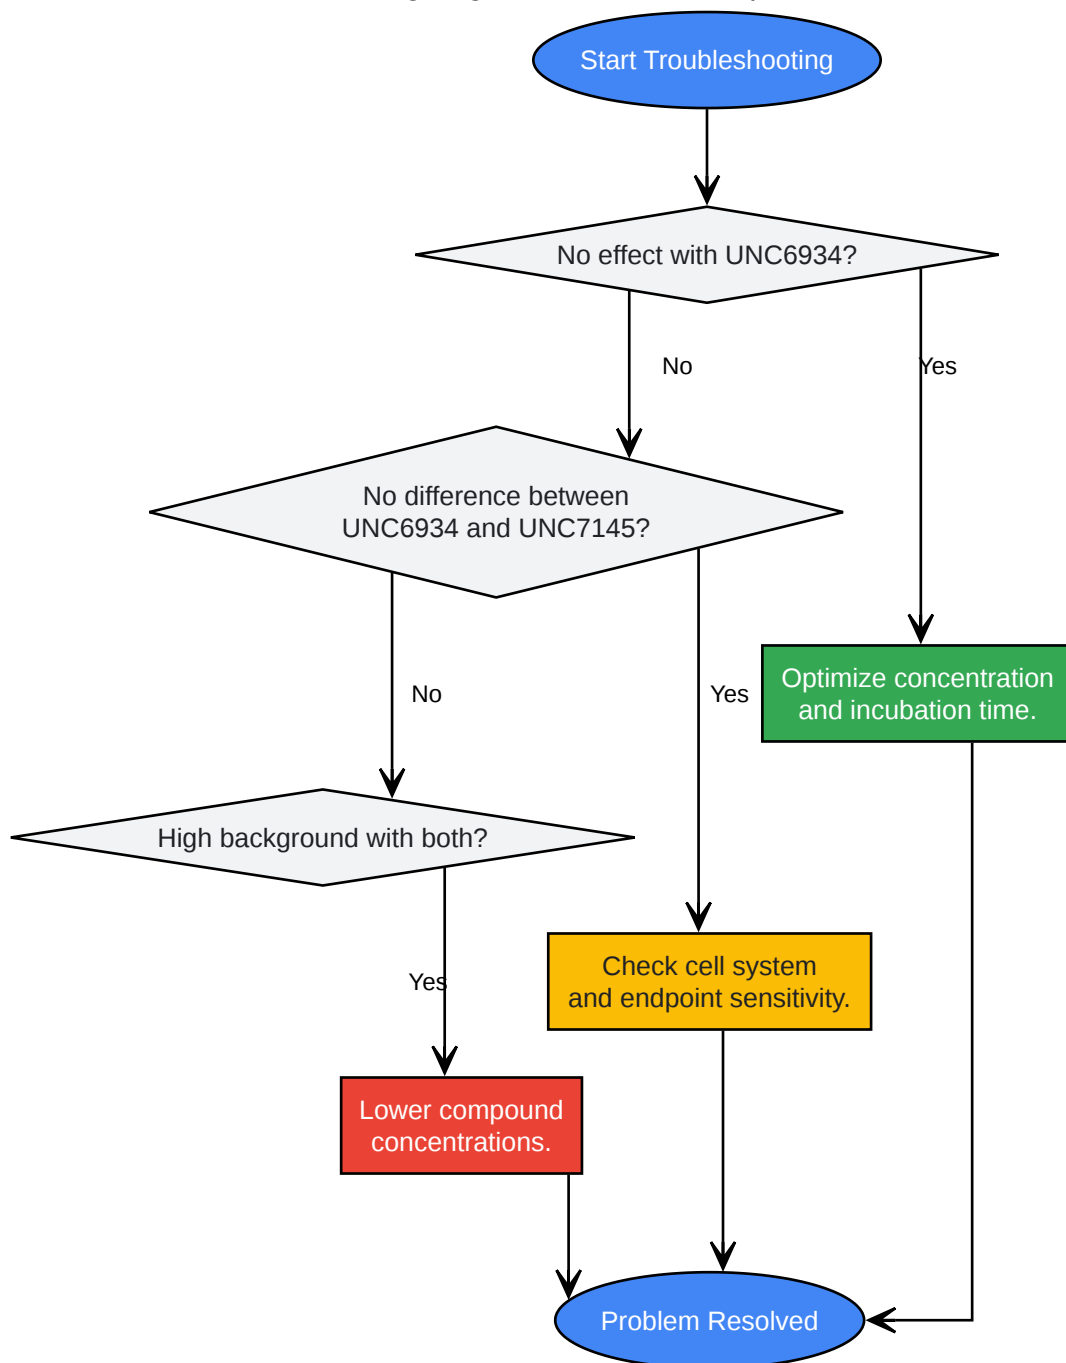 Start Troubleshooting
No effect with UNC6934?
No
Yes
No difference between
UNC6934 and UNC7145?
No
Yes
Optimize concentration
and incubation time.
High background with both?
Yes
Check cell system
and endpoint sensitivity.
Lower compound
concentrations.
Problem Resolved